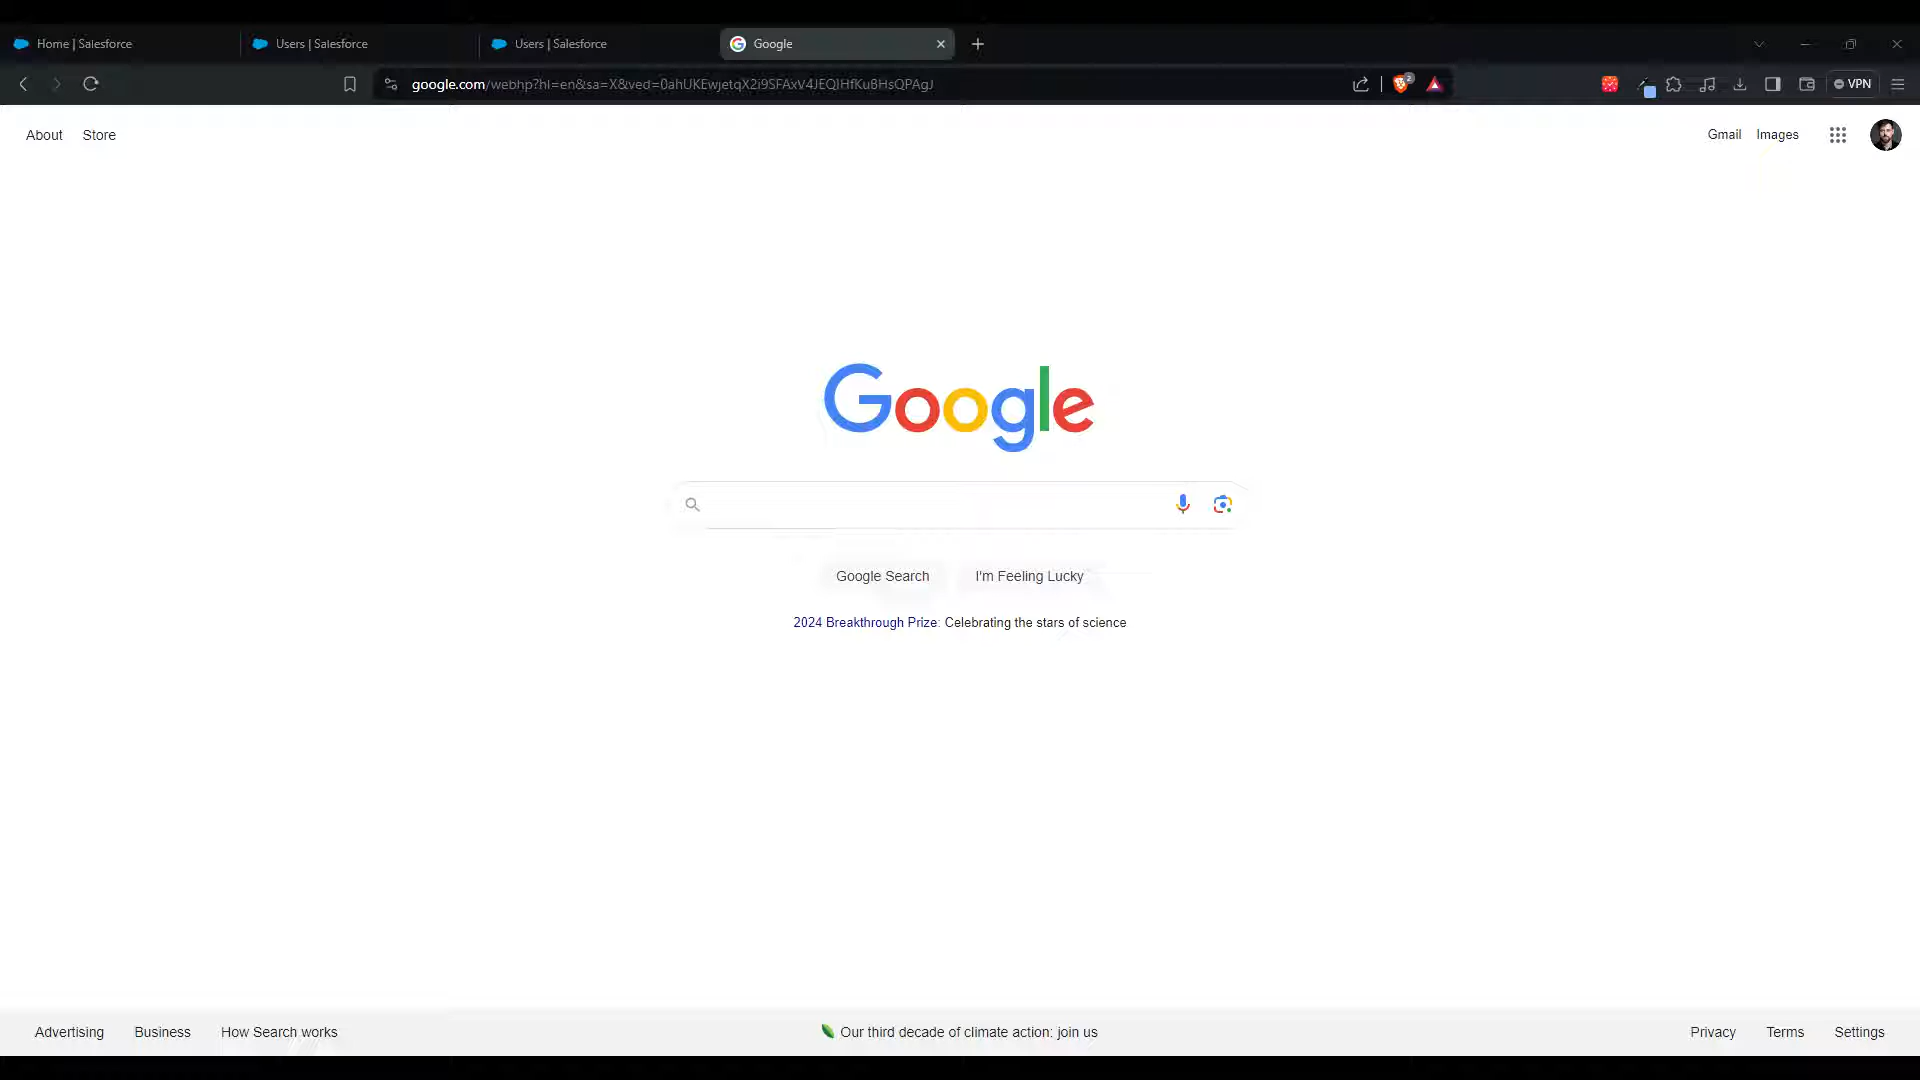 Home | Salesforce
Users | Salesforce
Users | Salesforce
Google
google.com/webhp?hl=en&sa=X&ved=0ahUKEwjetqX2i9SFAxV4JEQIHfKuBHsQPAgJ
2
VPN
About
Store
Gmail
Images
Google
Google Search
I'm Feeling Lucky
2024 Breakthrough Prize: Celebrating the stars of science
Advertising
Business
How Search works
Our third decade of climate action: join us
Privacy
Terms
Settings